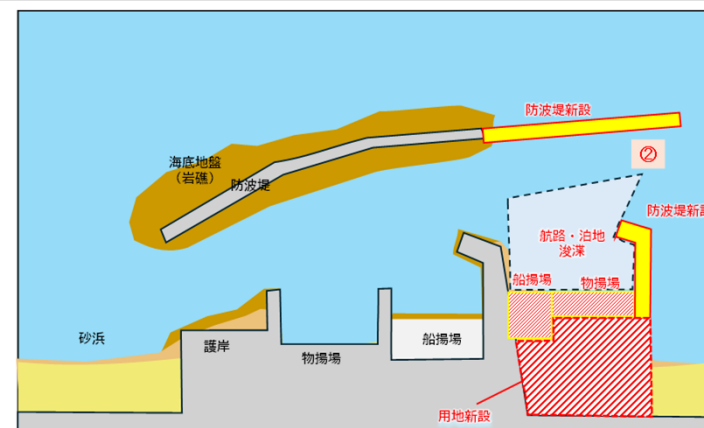 防波堤新設
②
海底地盤
（岩礁）
防波堤
防波堤新設
航路・泊地
浚渫
船揚場
物揚場
砂浜
護岸
物揚場
船揚場
用地新設